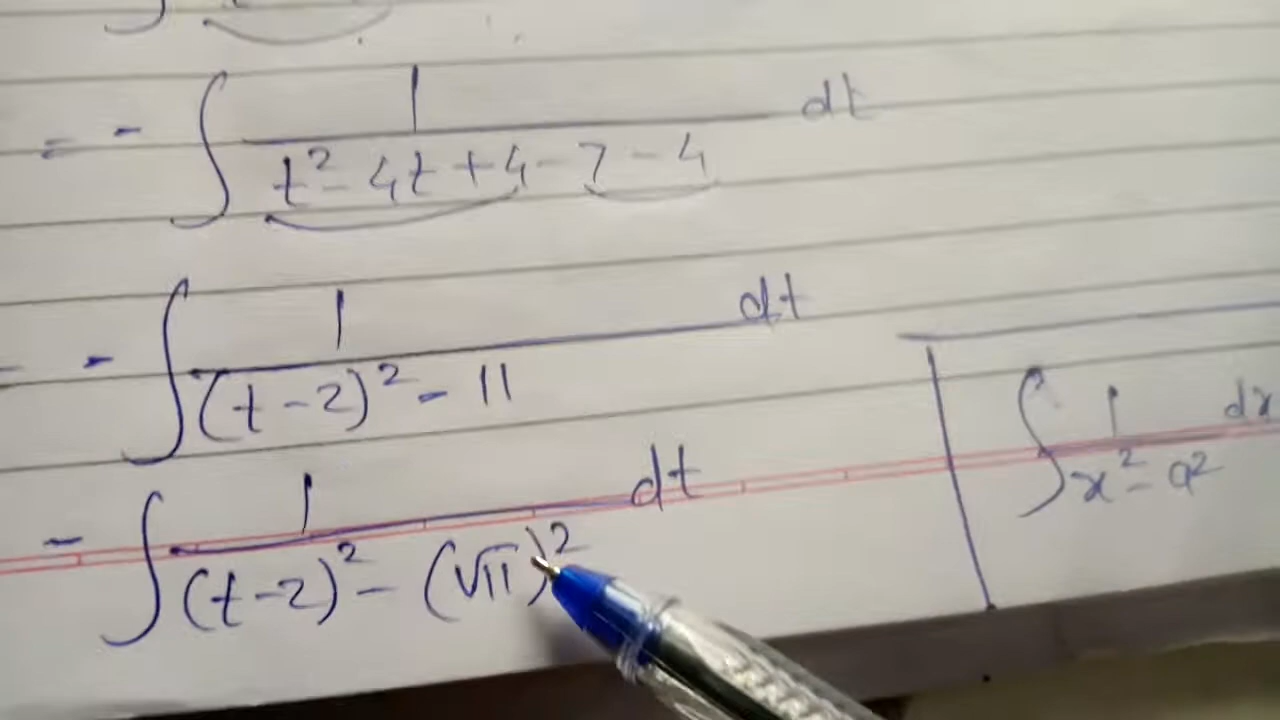 = - ∫ 1/(t² - 4t + 4 - 7 - 4) dt
= - ∫ 1/((t-2)² - 11) dt
- ∫ 1/((t-2)² - (√11)²) dt
∫ 1/(x² - a²) dx